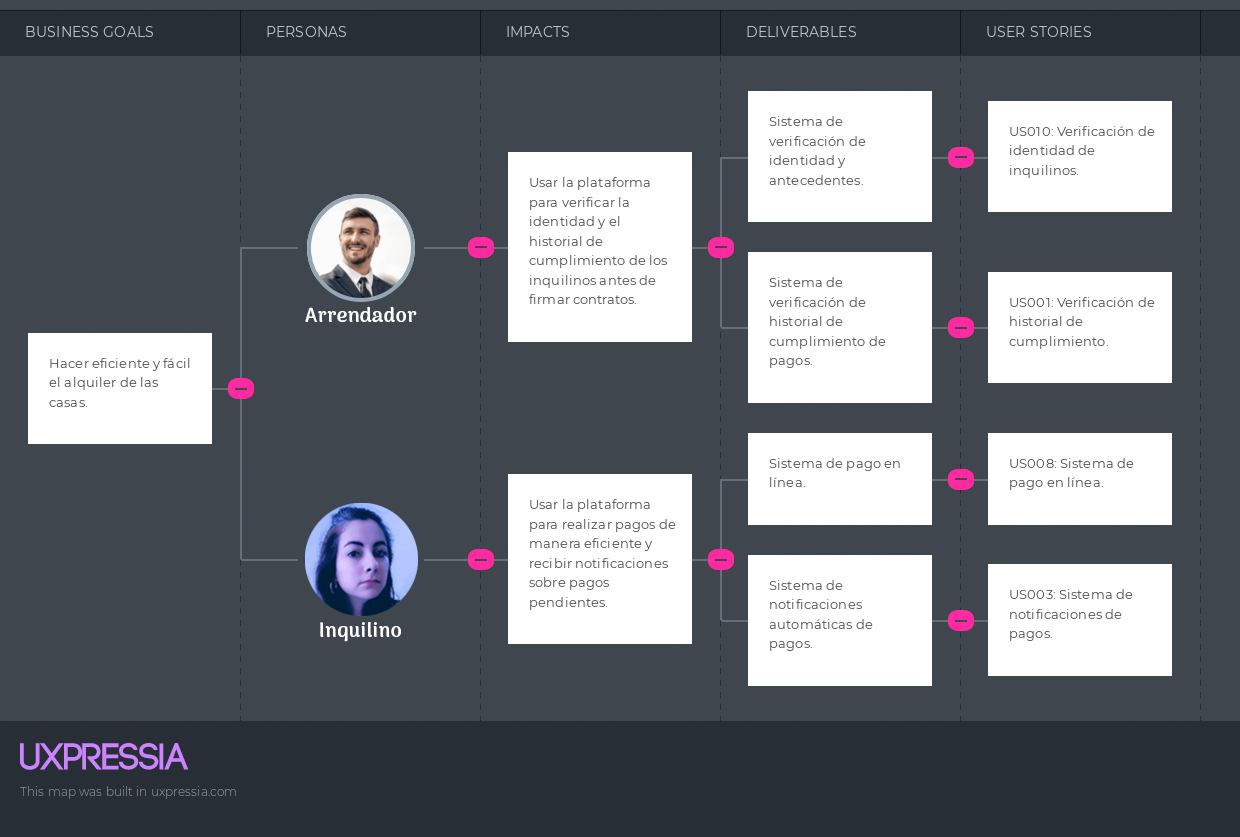 BUSINESS GOALS
PERSONAS
IMPACTS
DELIVERABLES
USER STORIES
Hacer eficiente y fácil
el alquiler de las
casas.
Arrendador
Usar la plataforma
para verificar la
identidad y el
historial de
cumplimiento de los
inquilinos antes de
firmar contratos.
Sistema de
verificación de
identidad y
antecedentes.
US010: Verificación de
identidad de
inquilinos.
Sistema de
verificación de
historial de
cumplimiento de
pagos.
US001: Verificación de
historial de
cumplimiento.
Inquilino
Usar la plataforma
para realizar pagos de
manera eficiente y
recibir notificaciones
sobre pagos
pendientes.
Sistema de pago en
línea.
US008: Sistema de
pago en línea.
Sistema de
notificaciones
automáticas de
pagos.
US003: Sistema de
notificaciones de
pagos.
UXPRESSIA
This map was built in uxpressia.com